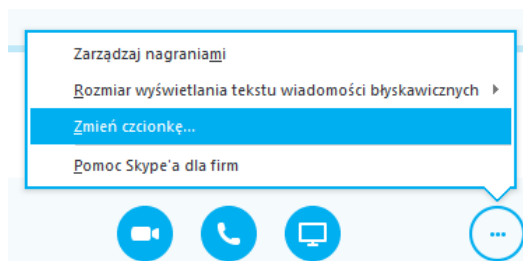 Zarządzaj nagraniami
Rozmiar wyświetlania tekstu wiadomości błyskawicznych
Zmień czcionkę...
Pomoc Skype'a dla firm